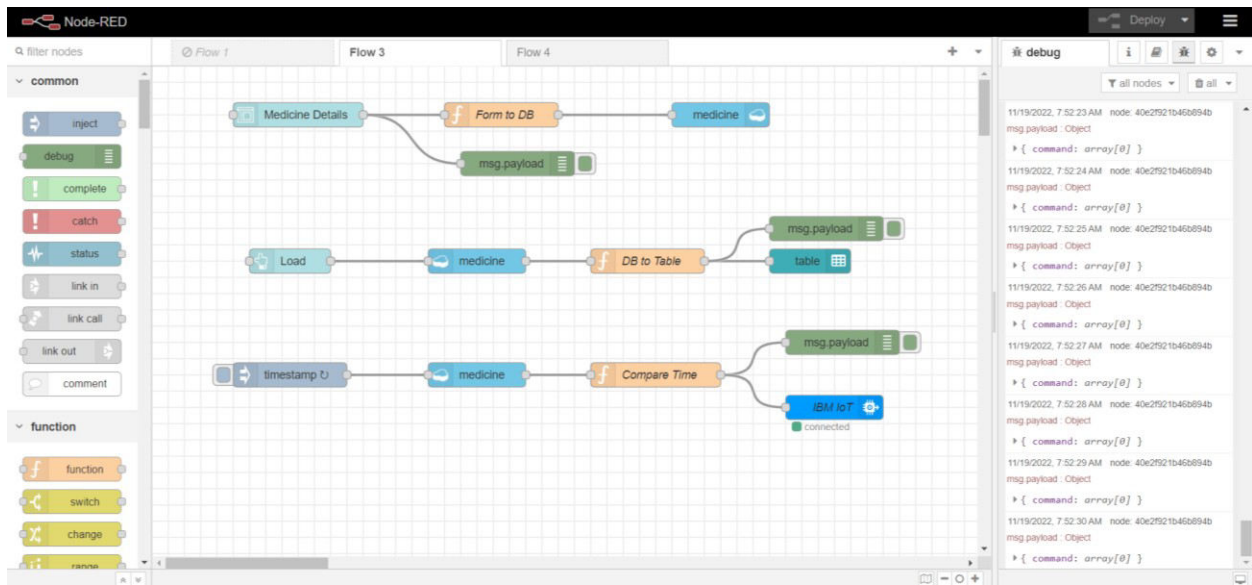 Node-RED
Deploy
filter nodes
Flow 1
Flow 3
Flow 4
debug
i
all nodes
all
common
inject
debug
complete
catch
status
link in
link call
link out
comment
function
function
switch
change
range
Medicine Details
Form to DB
medicine
msg.payload
Load
medicine
DB to Table
msg.payload
table
timestamp ↻
medicine
Compare Time
msg.payload
IBM IoT
connected
11/19/2022, 7:52:23 AM node: 40e2f921b46b894b
msg.payload : Object
{ command: array[0] }
11/19/2022, 7:52:24 AM node: 40e2f921b46b894b
msg.payload : Object
{ command: array[0] }
11/19/2022, 7:52:25 AM node: 40e2f921b46b894b
msg.payload : Object
{ command: array[0] }
11/19/2022, 7:52:26 AM node: 40e2f921b46b894b
msg.payload : Object
{ command: array[0] }
11/19/2022, 7:52:27 AM node: 40e2f921b46b894b
msg.payload : Object
{ command: array[0] }
11/19/2022, 7:52:28 AM node: 40e2f921b46b894b
msg.payload : Object
{ command: array[0] }
11/19/2022, 7:52:29 AM node: 40e2f921b46b894b
msg.payload : Object
{ command: array[0] }
11/19/2022, 7:52:30 AM node: 40e2f921b46b894b
msg.payload : Object
{ command: array[0] }